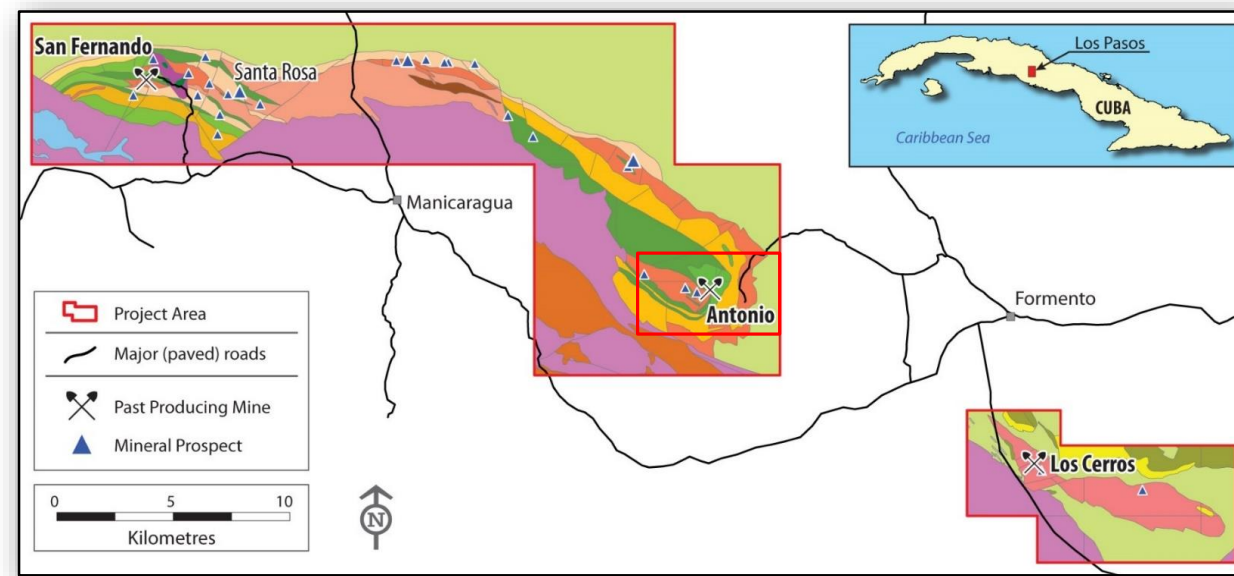 San Fernando
Santa Rosa
Manicaragua
Antonio
Formento
Los Cerros
Los Pasos
CUBA
Caribbean Sea
Project Area
Major (paved) roads
Past Producing Mine
Mineral Prospect
0 5 10
Kilometres
N